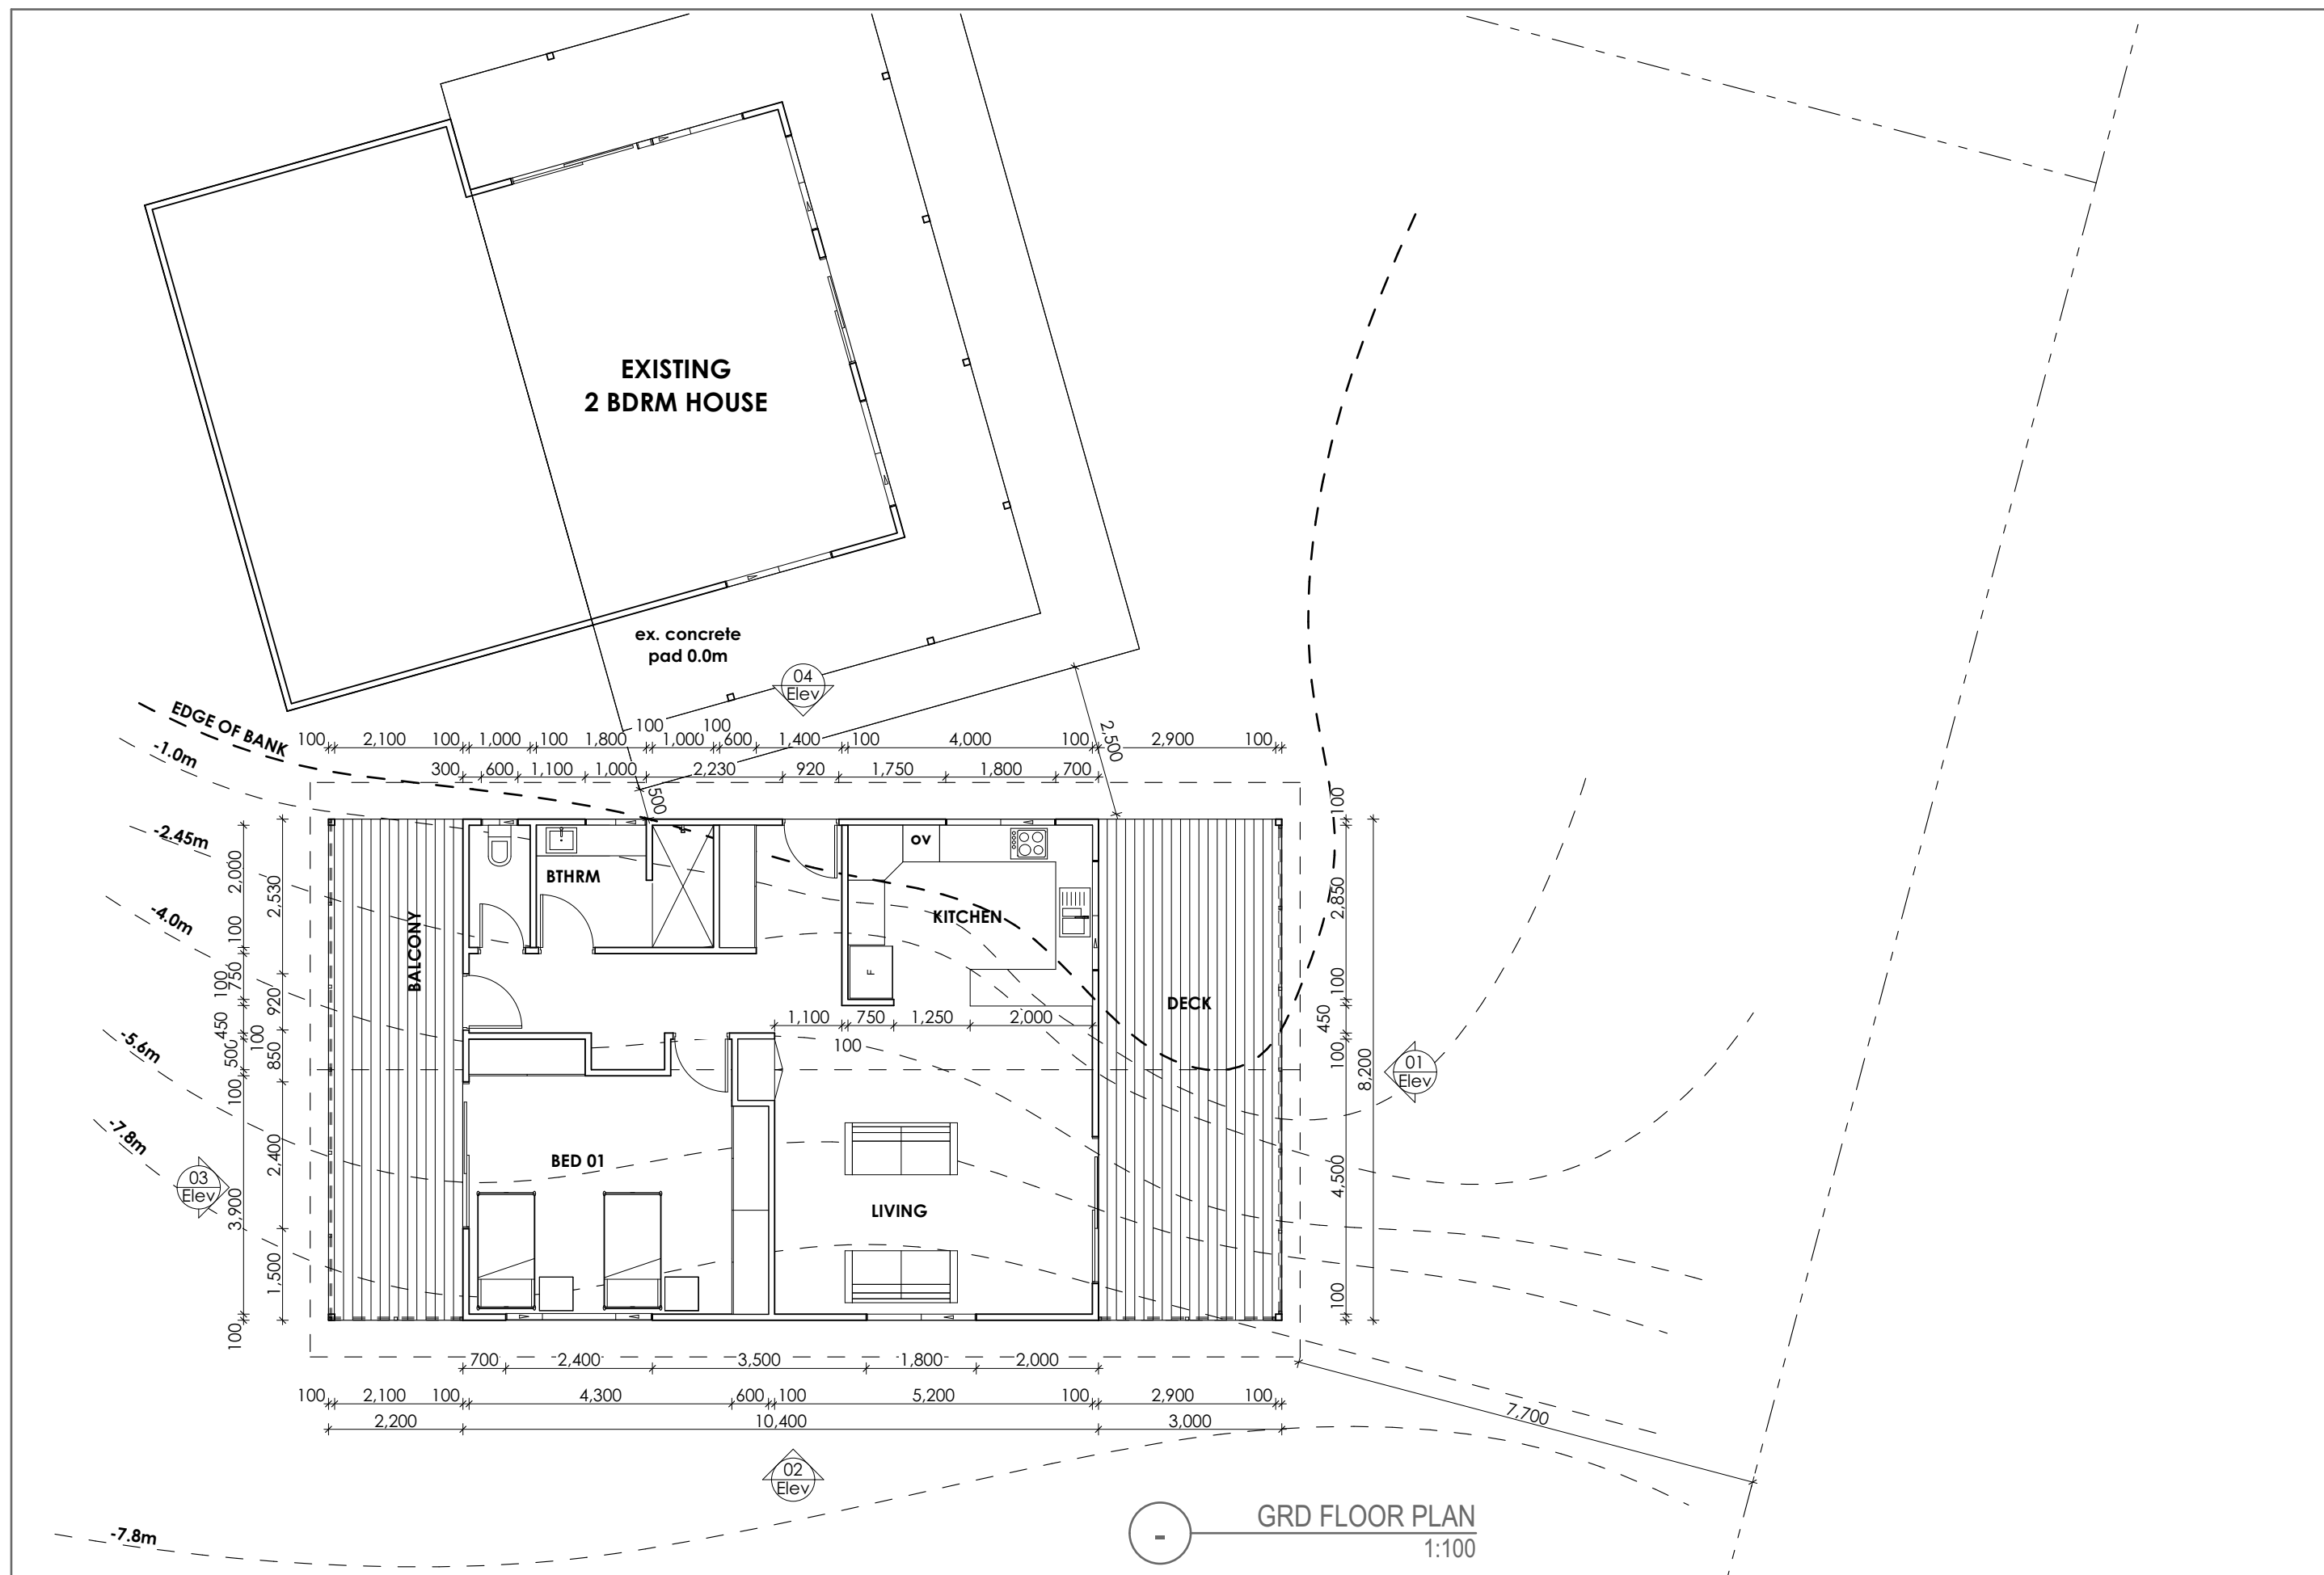 EXISTING
2 BDRM HOUSE
ex. concrete
pad 0.0m
04
Elev
EDGE OF BANK
-1.0m
-2.45m
-4.0m
-5.6m
-7.8m
100 2,100 100 1,000 100 1,800 100 1,000 100 600 1,400 100 4,000 100 2,900 100
300 600 1,100 1,000 2,230 920 1,750 1,800 700
500
2,500
BTHRM
OV
KITCHEN
F
BALCONY
DECK
1,100 750 1,250 2,000
100
BED 01
LIVING
2,000
100
750
100
450
100
500
100
3,900
100
2,530
920
850
2,400
1,500
100
2,850
100
450
100
4,500
100
8,200
01
Elev
03
Elev
700 2,400 3,500 1,800 2,000
100 2,100 100 4,300 600 100 5,200 100 2,900 100
2,200 10,400 3,000
7,700
02
Elev
-7.8m
-
GRD FLOOR PLAN
1:100